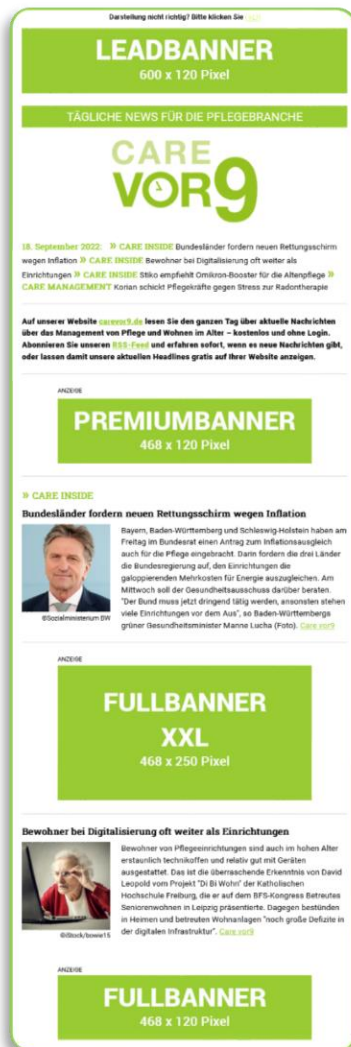 Darstellung nicht richtig? Bitte klicken Sie
LEADBANNER
600 x 120 Pixel
TÄGLICHE NEWS FÜR DIE PFLEGEBRANCHE
CARE
VOR9
18. September 2022: » CARE INSIDE Bundesländer fordern neuen Rettungsschirm
wegen Inflation » CARE INSIDE Bewohner bei Digitalisierung oft weiter als
Einrichtungen » CARE INSIDE Stiko empfiehlt Omikron-Booster für die Altenpflege »
CARE MANAGEMENT Korian schickt Pflegekräfte gegen Stress zur Radontherapie
Auf unserer Website carevor9.de lesen Sie den ganzen Tag über aktuelle Nachrichten
über das Management von Pflege und Wohnen im Alter – kostenlos und ohne Login.
Abonnieren Sie unseren RSS-Feed und erfahren sofort, wenn es neue Nachrichten gibt,
oder lassen damit unsere aktuellen Headlines gratis auf Ihrer Website anzeigen.
ANZEIGE
PREMIUMBANNER
468 x 120 Pixel
» CARE INSIDE
Bundesländer fordern neuen Rettungsschirm wegen Inflation
Bayern, Baden-Württemberg und Schleswig-Holstein haben am
Freitag im Bundesrat einen Antrag zum Inflationsausgleich
auch für die Pflege eingebracht. Darin fordern die drei Länder
die Bundesregierung auf, den Einrichtungen die
galoppierenden Mehrkosten für Energie auszugleichen. Am
Mittwoch soll der Gesundheitsausschuss darüber beraten.
"Der Bund muss jetzt dringend tätig werden, ansonsten stehen
viele Einrichtungen vor dem Aus", so Baden-Württembergs
grüner Gesundheitsminister Manne Lucha (Foto). Care vor9
©Sozialministerium BW
ANZEIGE
FULLBANNER
XXL
468 x 250 Pixel
Bewohner bei Digitalisierung oft weiter als Einrichtungen
Bewohner von Pflegeeinrichtungen sind auch im hohen Alter
erstaunlich technikoffen und relativ gut mit Geräten
ausgestattet. Das ist die überraschende Erkenntnis von David
Leopold vom Projekt "Di Bi Wohn" der Katholischen
Hochschule Freiburg, die er auf dem BFS-Kongress Betreutes
Seniorenwohnen in Leipzig präsentierte. Dagegen bestünden
in Heimen und betreuten Wohnanlagen "noch große Defizite in
der digitalen Infrastruktur". Care vor9
©iStock/bowie15
ANZEIGE
FULLBANNER
468 x 120 Pixel